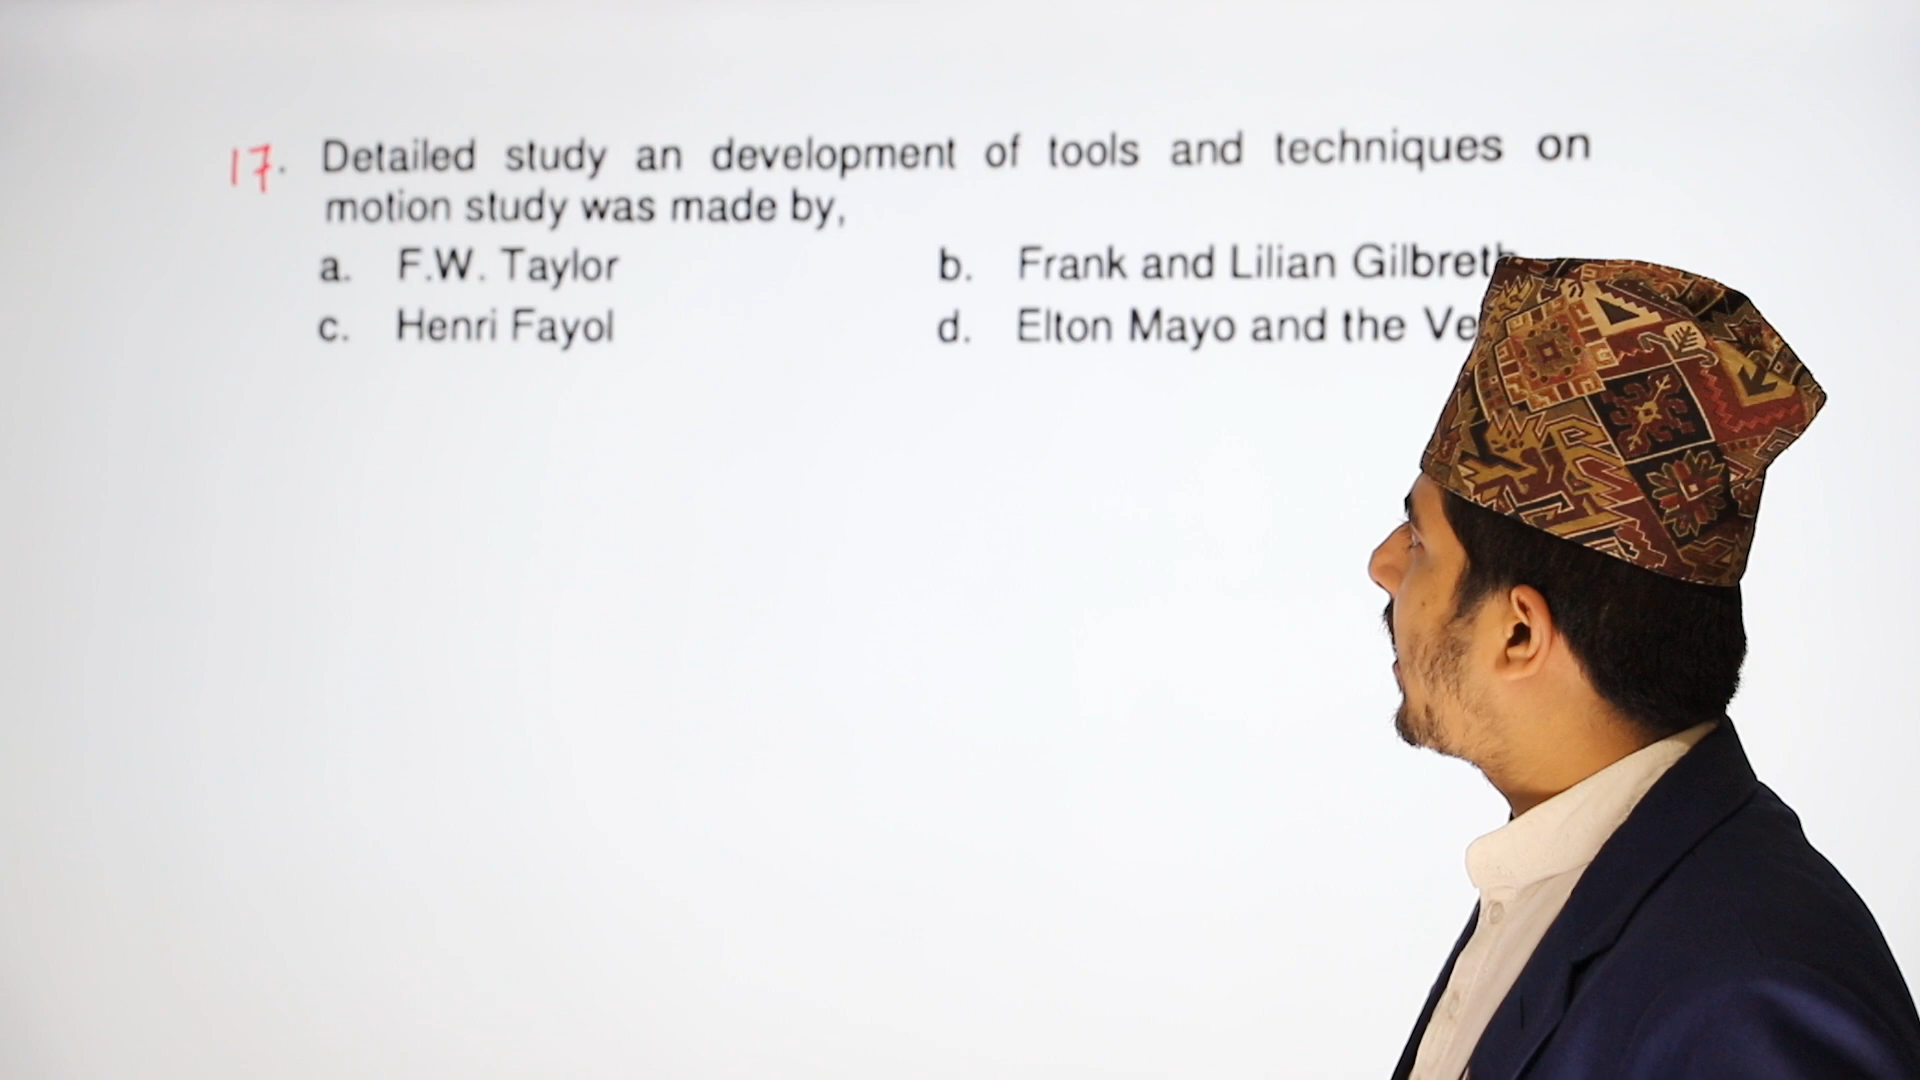 17. Detailed study an development of tools and techniques on
motion study was made by,
a. F.W. Taylor b. Frank and Lilian Gilbreth
c. Henri Fayol d. Elton Mayo and the